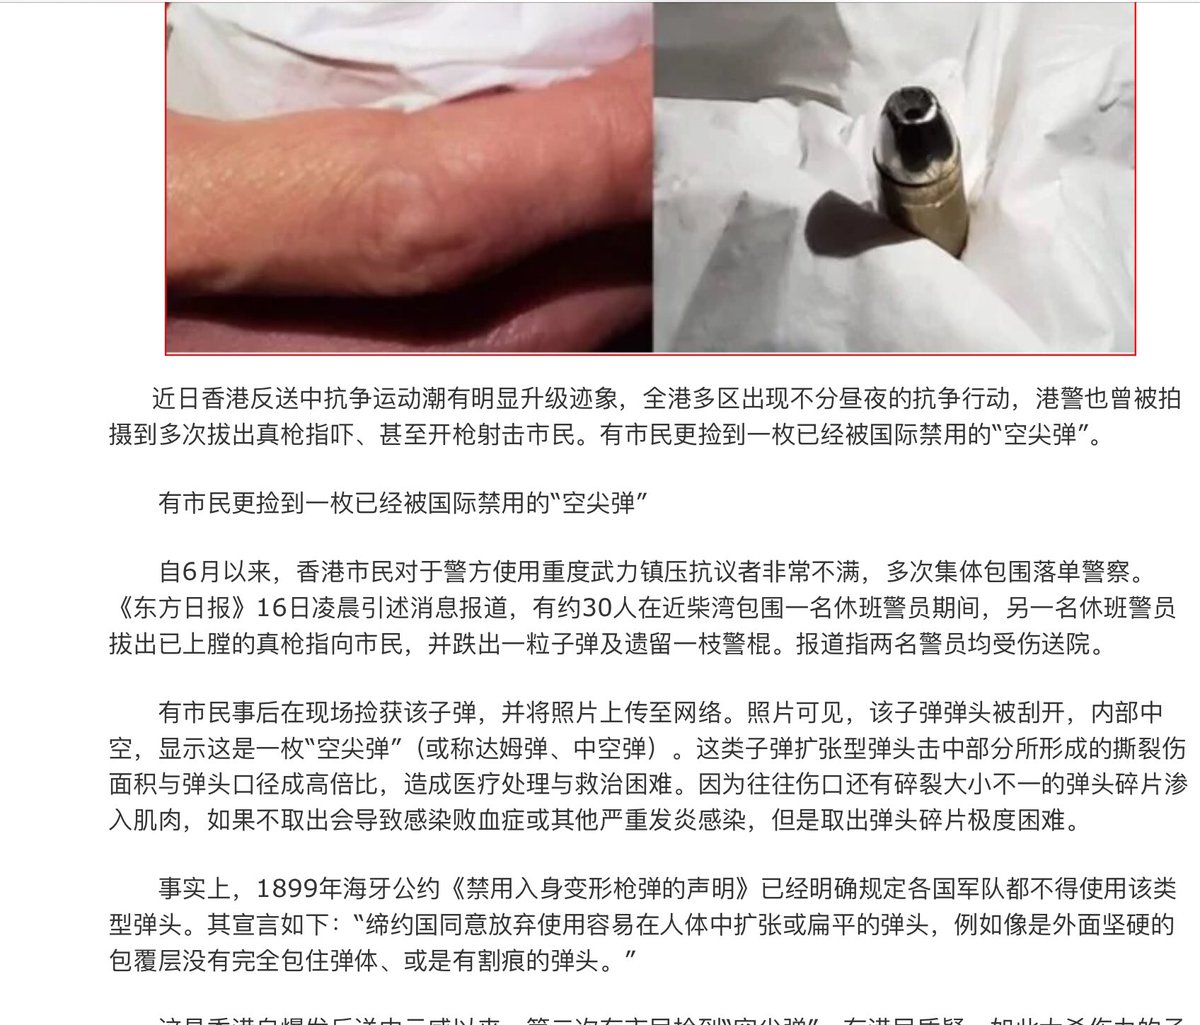 近日香港反送中抗争运动潮有明显升级迹象，全港多区出现不分昼夜的抗争行动，港警也曾被拍
摄到多次拔出真枪指吓、甚至开枪射击市民。有市民更捡到一枚已经被国际禁用的“空尖弹”。
有市民更捡到一枚已经被国际禁用的“空尖弹”
自6月以来，香港市民对于警方使用重度武力镇压抗议者非常不满，多次集体包围落单警察。
《东方日报》16日凌晨引述消息报道，有约30人在近柴湾包围一名休班警员期间，另一名休班警员
拔出已上膛的真枪指向市民，并跌出一粒子弹及遗留一枝警棍。报道指两名警员均受伤送院。
有市民事后在现场捡获该子弹，并将照片上传至网络。照片可见，该子弹弹头被刮开，内部中
空，显示这是一枚“空尖弹”（或称达姆弹、中空弹）。这类子弹扩张型弹头击中部分所形成的撕裂伤
面积与弹头口径成高倍比，造成医疗处理与救治困难。因为往往伤口还有碎裂大小不一的弹头碎片渗
入肌肉，如果不取出会导致感染败血症或其他严重发炎感染，但是取出弹头碎片极度困难。
事实上，1899年海牙公约《禁用入身变形枪弹的声明》已经明确规定各国军队都不得使用该类
型弹头。其宣言如下：“缔约国同意放弃使用容易在人体中扩张或扁平的弹头，例如像是外面坚硬的
包覆层没有完全包住弹体、或是有割痕的弹头。”